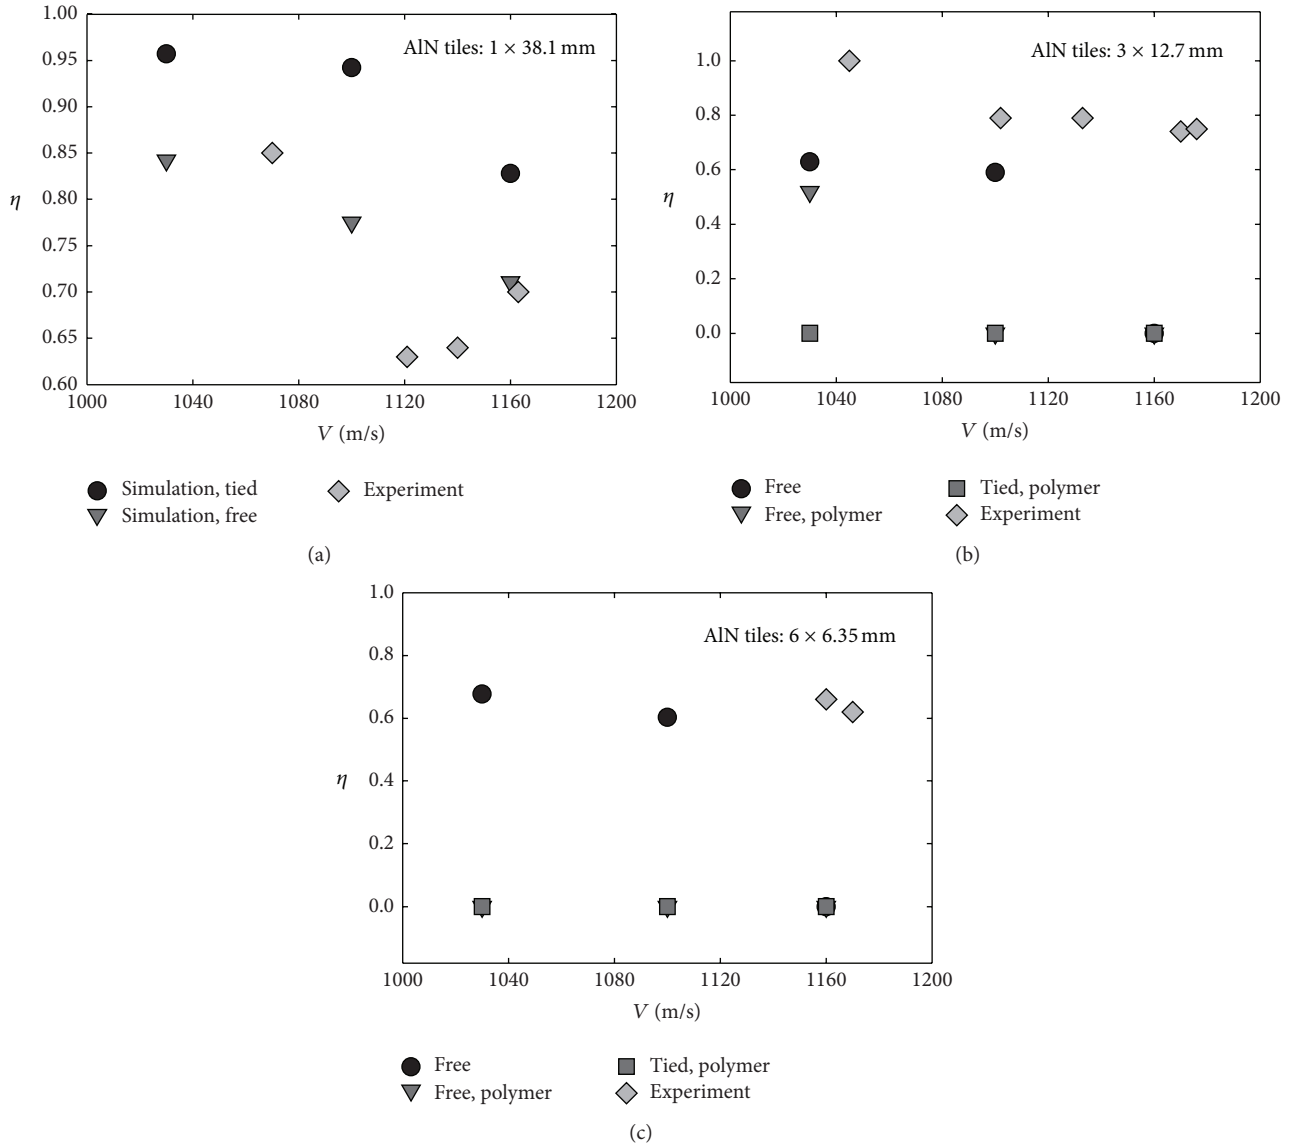 AlN tiles: 1 × 38.1 mm
1.00
0.95
0.90
0.85
0.80
0.75
0.70
0.65
0.60
η
1000 1040 1080 1120 1160 1200
V (m/s)
Simulation, tied
Simulation, free
Experiment
(a)
AlN tiles: 3 × 12.7 mm
1.0
0.8
0.6
0.4
0.2
0.0
η
1000 1040 1080 1120 1160 1200
V (m/s)
Free
Free, polymer
Tied, polymer
Experiment
(b)
AlN tiles: 6 × 6.35 mm
1.0
0.8
0.6
0.4
0.2
0.0
η
1000 1040 1080 1120 1160 1200
V (m/s)
Free
Free, polymer
Tied, polymer
Experiment
(c)